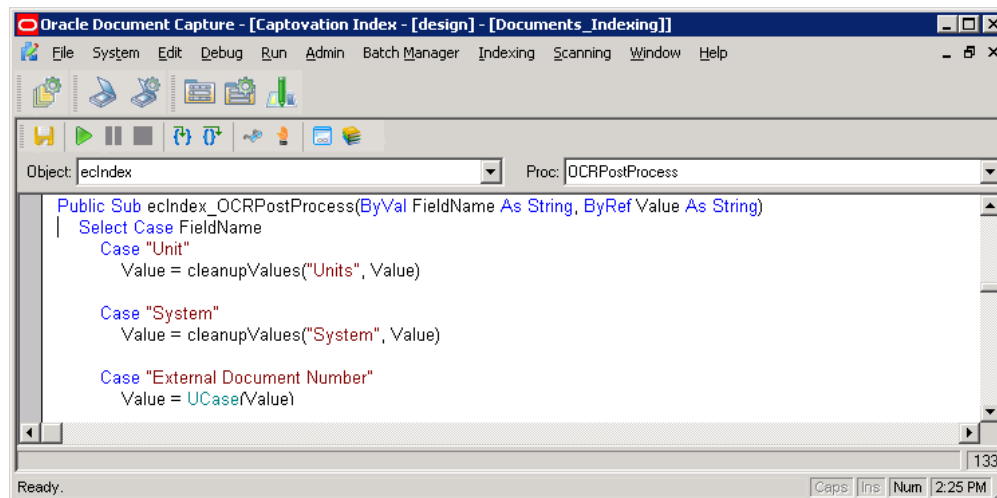 Oracle Document Capture - [Captovation Index - [design] - [Documents_Indexing]]
File System Edit Debug Run Admin Batch Manager Indexing Scanning Window Help
Object: ecIndex Proc: OCRPostProcess
Public Sub ecIndex_OCRPostProcess(ByVal FieldName As String, ByRef Value As String)
Select Case FieldName
Case "Unit"
Value = cleanupValues("Units", Value)
Case "System"
Value = cleanupValues("System", Value)
Case "External Document Number"
Value = UCase(Value)
133
Ready. Caps Ins Num 2:25 PM